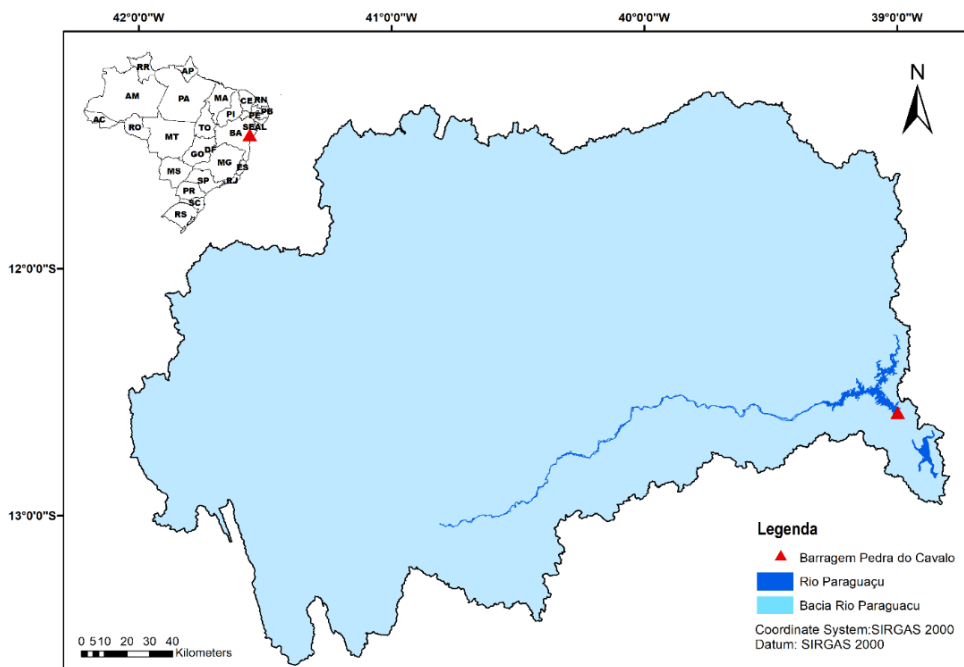 42°0'0"W 41°0'0"W 40°0'0"W 39°0'0"W
N
RR AP
AM PA MA CE RN
PI PE PB
AC RO TO SE AL
MT BA
GO DF
MG
MS ES
SP RJ
PR
SC
RS
12°0'0"S
13°0'0"S
Legenda
Barragem Pedra do Cavalo
Rio Paraguaçu
Bacia Rio Paraguacu
Coordinate System:SIRGAS 2000
Datum: SIRGAS 2000
0 5 10 20 30 40
Kilometers